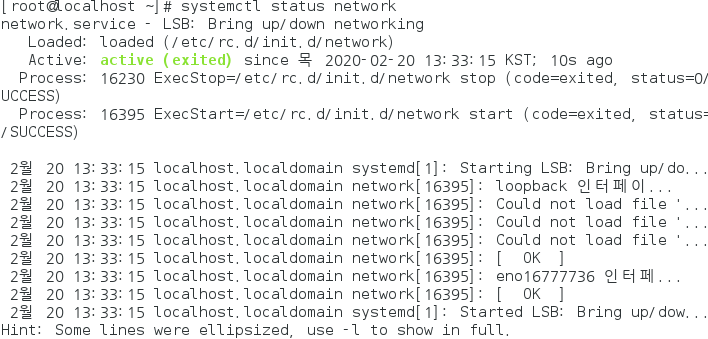 [root@localhost ~]# systemctl status network
network.service - LSB: Bring up/down networking
   Loaded: loaded (/etc/rc.d/init.d/network)
   Active: active (exited) since 목 2020-02-20 13:33:15 KST; 10s ago
  Process: 16230 ExecStop=/etc/rc.d/init.d/network stop (code=exited, status=0/
UCCESS)
  Process: 16395 ExecStart=/etc/rc.d/init.d/network start (code=exited, status=
/SUCCESS)

 2월  20 13:33:15 localhost.localdomain systemd[1]: Starting LSB: Bring up/do...
 2월  20 13:33:15 localhost.localdomain network[16395]: loopback 인터페이...
 2월  20 13:33:15 localhost.localdomain network[16395]: Could not load file '...
 2월  20 13:33:15 localhost.localdomain network[16395]: Could not load file '...
 2월  20 13:33:15 localhost.localdomain network[16395]: Could not load file '...
 2월  20 13:33:15 localhost.localdomain network[16395]: [  OK  ]
 2월  20 13:33:15 localhost.localdomain network[16395]: eno16777736 인터페...
 2월  20 13:33:15 localhost.localdomain network[16395]: [  OK  ]
 2월  20 13:33:15 localhost.localdomain systemd[1]: Started LSB: Bring up/dow...
Hint: Some lines were ellipsized, use -l to show in full.